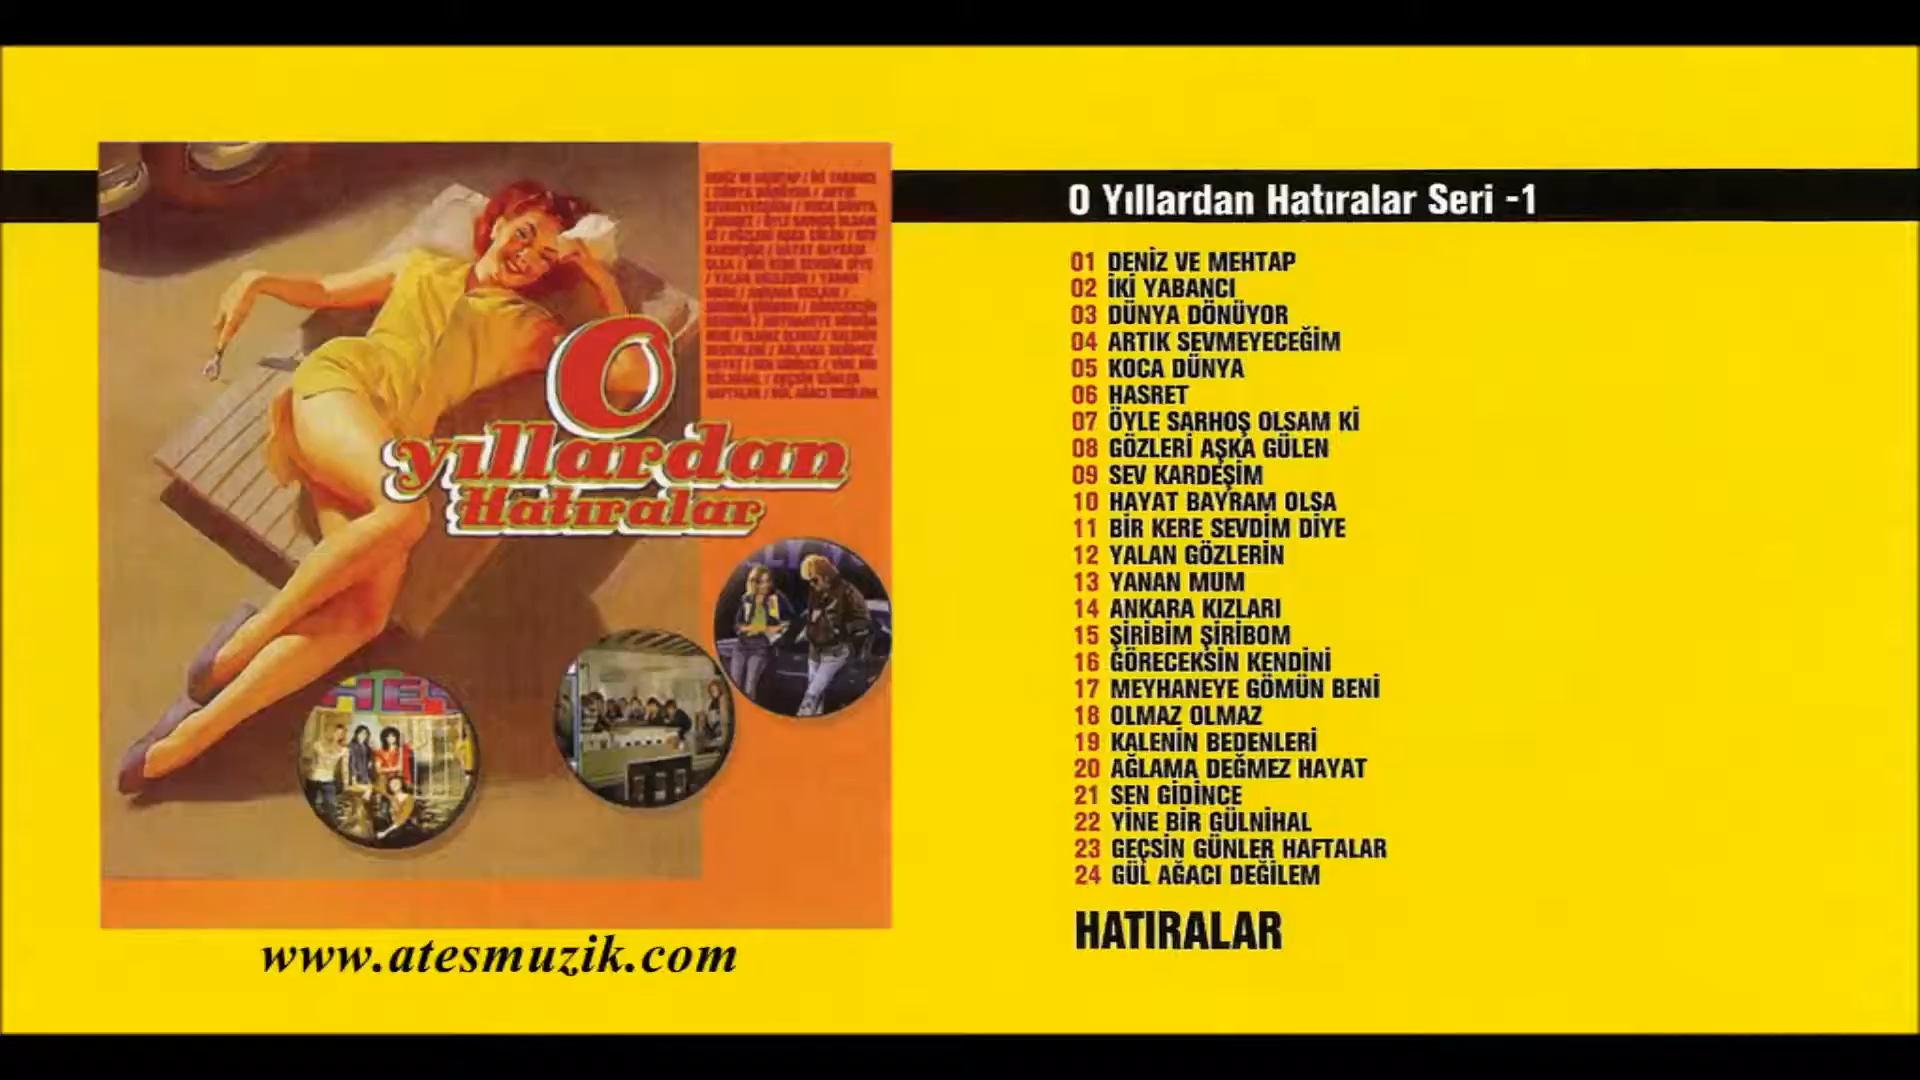 O
yıllardan
Hatıralar
www.atesmuzik.com
O Yıllardan Hatıralar Seri -1
01 DENİZ VE MEHTAP
02 İKİ YABANCI
03 DÜNYA DÖNÜYOR
04 ARTIK SEVMEYECEĞİM
05 KOCA DÜNYA
06 HASRET
07 ÖYLE SARHOŞ OLSAM Kİ
08 GÖZLERİ AŞKA GÜLEN
09 SEV KARDEŞİM
10 HAYAT BAYRAM OLSA
11 BİR KERE SEVDİM DİYE
12 YALAN GÖZLERİN
13 YANAN MUM
14 ANKARA KIZLARI
15 ŞİRİBİM ŞİRİBOM
16 GÖRECEKSİN KENDİNİ
17 MEYHANEYE GÖMÜN BENİ
18 OLMAZ OLMAZ
19 KALENİN BEDENLERİ
20 AĞLAMA DEĞMEZ HAYAT
21 SEN GİDİNCE
22 YİNE BİR GÜLNİHAL
23 GEÇSİN GÜNLER HAFTALAR
24 GÜL AĞACI DEĞİLEM
HATIRALAR